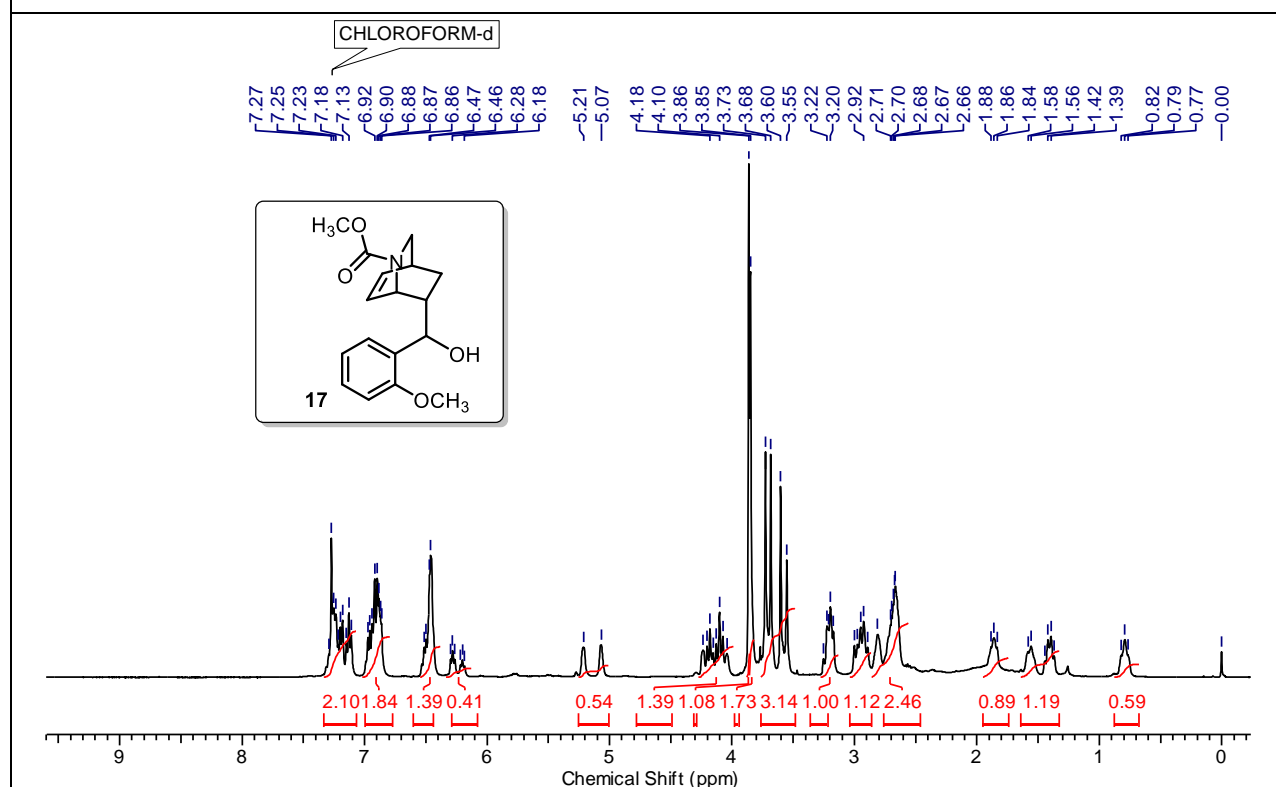 CHLOROFORM-d
7.27 7.25 7.23 7.18 7.13 6.92 6.90 6.88 6.87 6.86 6.47 6.46 6.28 6.18 5.21 5.07 4.18 4.10 3.86 3.85 3.73 3.68 3.60 3.55 3.22 3.20 2.92 2.71 2.70 2.68 2.67 2.66 1.88 1.86 1.84 1.58 1.56 1.42 1.39 0.82 0.79 0.77 -0.00
H3CO
N
O
OH
17
OCH3
2.10 1.84 1.39 0.41 0.54 1.39 1.08 1.73 3.14 1.00 1.12 2.46 0.89 1.19 0.59
9 8 7 6 5 4 3 2 1 0
Chemical Shift (ppm)